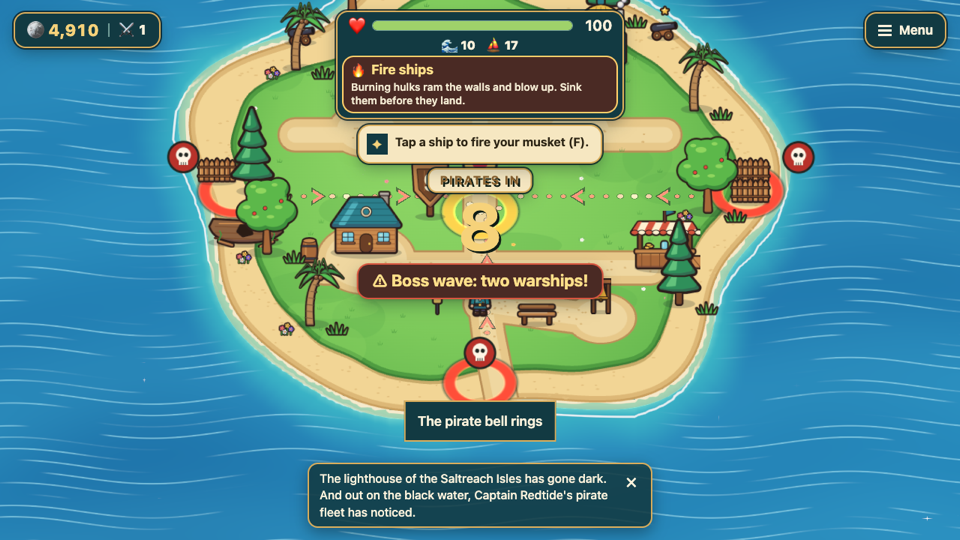 4,910 1
100
Menu
10 17
Fire ships
Burning hulks ram the walls and blow up. Sink
them before they land.
Tap a ship to fire your musket (F).
PIRATES IN
8
Boss wave: two warships!
The pirate bell rings
The lighthouse of the Saltreach Isles has gone dark.
And out on the black water, Captain Redtide's pirate
fleet has noticed.